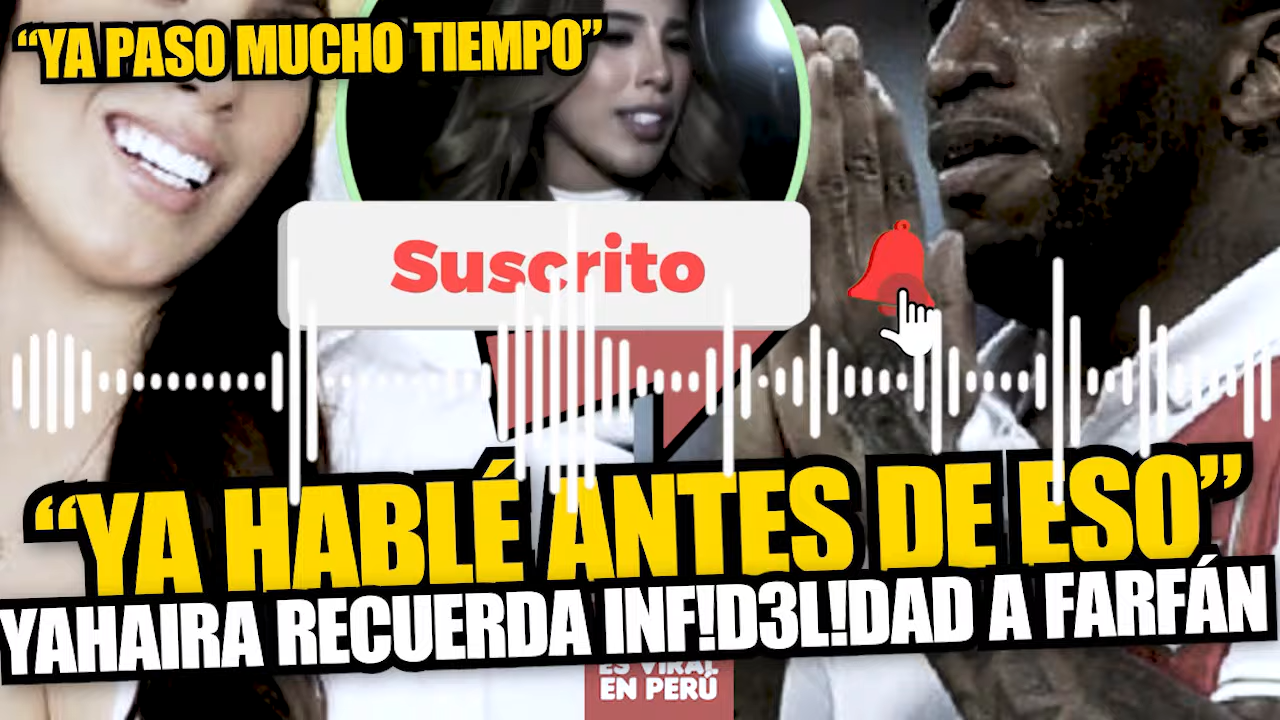 “YA PASO MUCHO TIEMPO”
Suscrito
“YA HABLÉ ANTES DE ESO”
YAHAIRA RECUERDA INF!D3L!DAD A FARFÁN
ES VIRAL
EN PERÚ